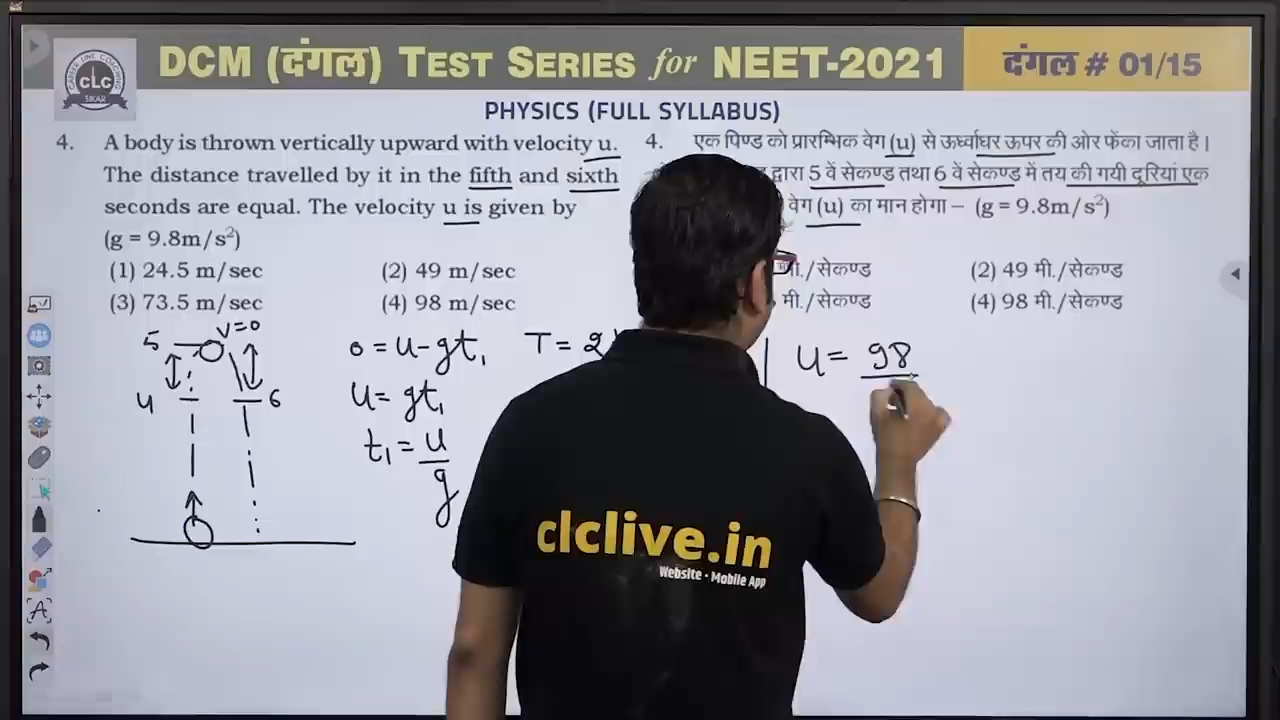 DCM (दंगल) TEST SERIES for NEET-2021
दंगल # 01/15
CLC
SIKAR
PHYSICS (FULL SYLLABUS)
4. A body is thrown vertically upward with velocity u.
The distance travelled by it in the fifth and sixth
seconds are equal. The velocity u is given by
(g = 9.8m/s²)
(1) 24.5 m/sec (2) 49 m/sec
(3) 73.5 m/sec (4) 98 m/sec
4. एक पिण्ड को प्रारम्भिक वेग (u) से ऊर्ध्वाधर ऊपर की ओर फेंका जाता है।
द्वारा 5 वें सेकण्ड तथा 6 वें सेकण्ड में तय की गयी दूरियां एक
वेग (u) का मान होगा – (g = 9.8m/s²)
मी./सेकण्ड (2) 49 मी./सेकण्ड
मी./सेकण्ड (4) 98 मी./सेकण्ड
5 v=0
4 6
0 = u-gt₁
u = gt₁
t₁ = u/g
T = 2
u = 98
clclive.in
Website · Mobile App